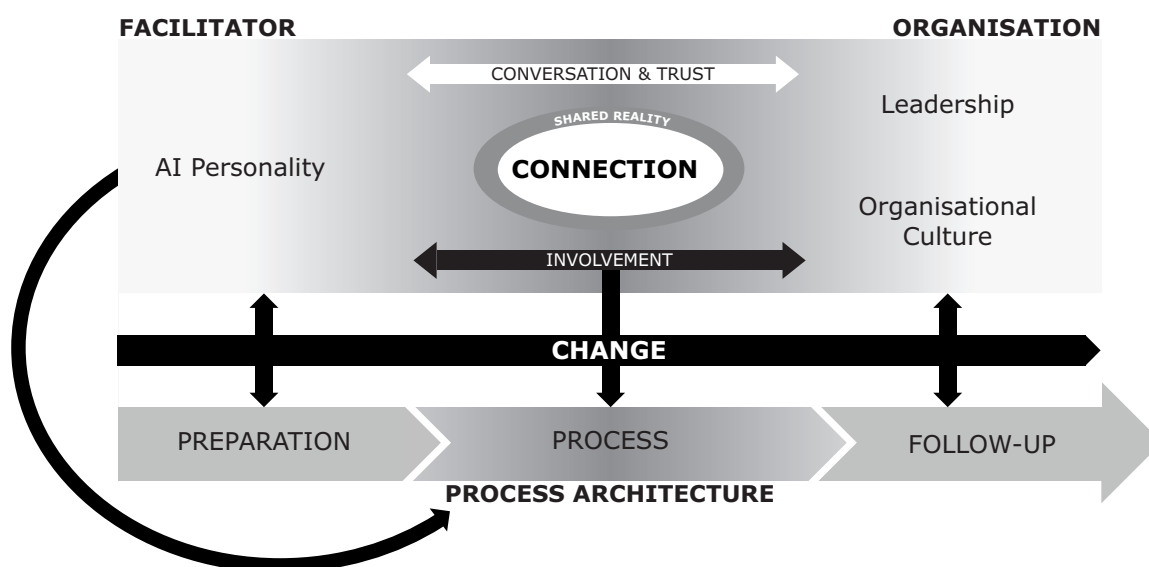 FACILITATOR
ORGANISATION
CONVERSATION & TRUST
Leadership
SHARED REALITY
CONNECTION
AI Personality
Organisational
Culture
INVOLVEMENT
CHANGE
PREPARATION
PROCESS
FOLLOW-UP
PROCESS ARCHITECTURE